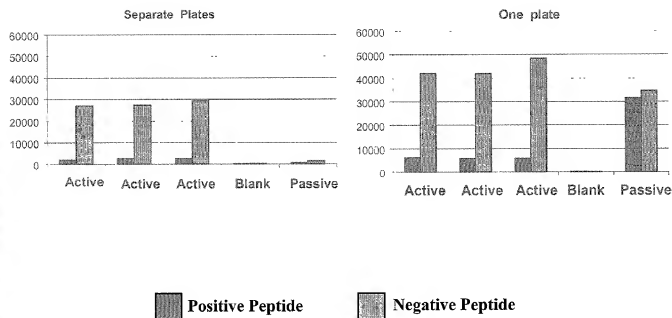 Separate Plates
60000
50000
40000
30000
20000
10000
0
Active Active Active Blank Passive
One plate
60000
50000
40000
30000
20000
10000
0
Active Active Active Blank Passive
Positive Peptide Negative Peptide